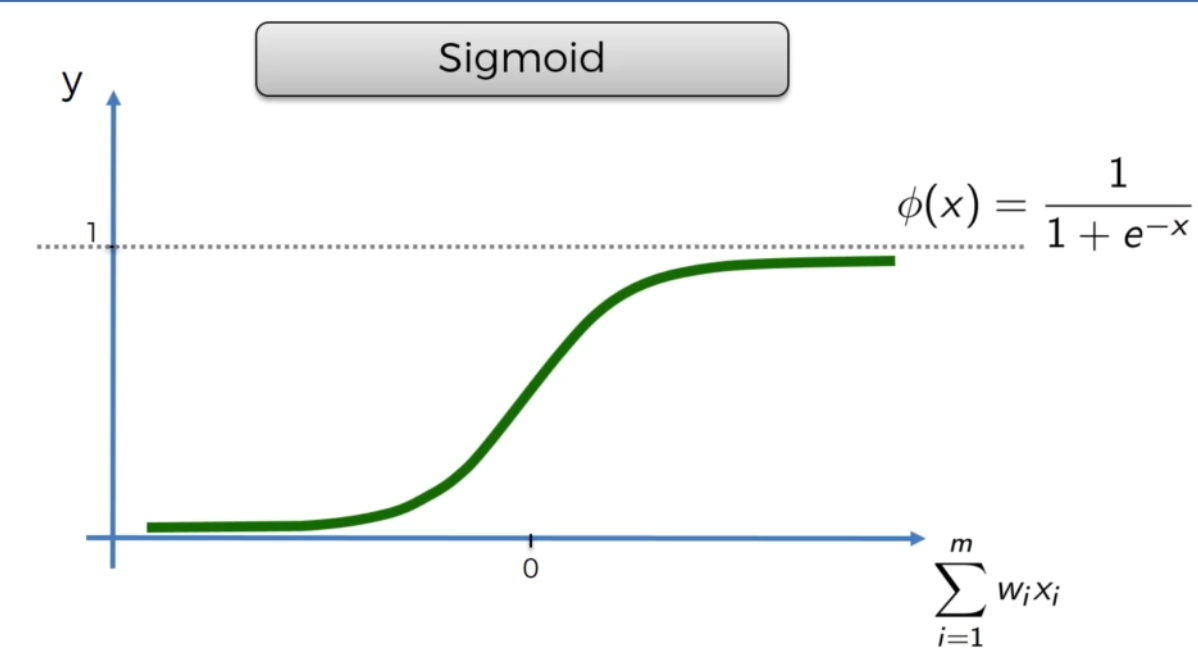 Sigmoid
y
ϕ(x) = 1 / (1 + e^{−x})
1
0
∑_{i=1}^{m} w_i x_i